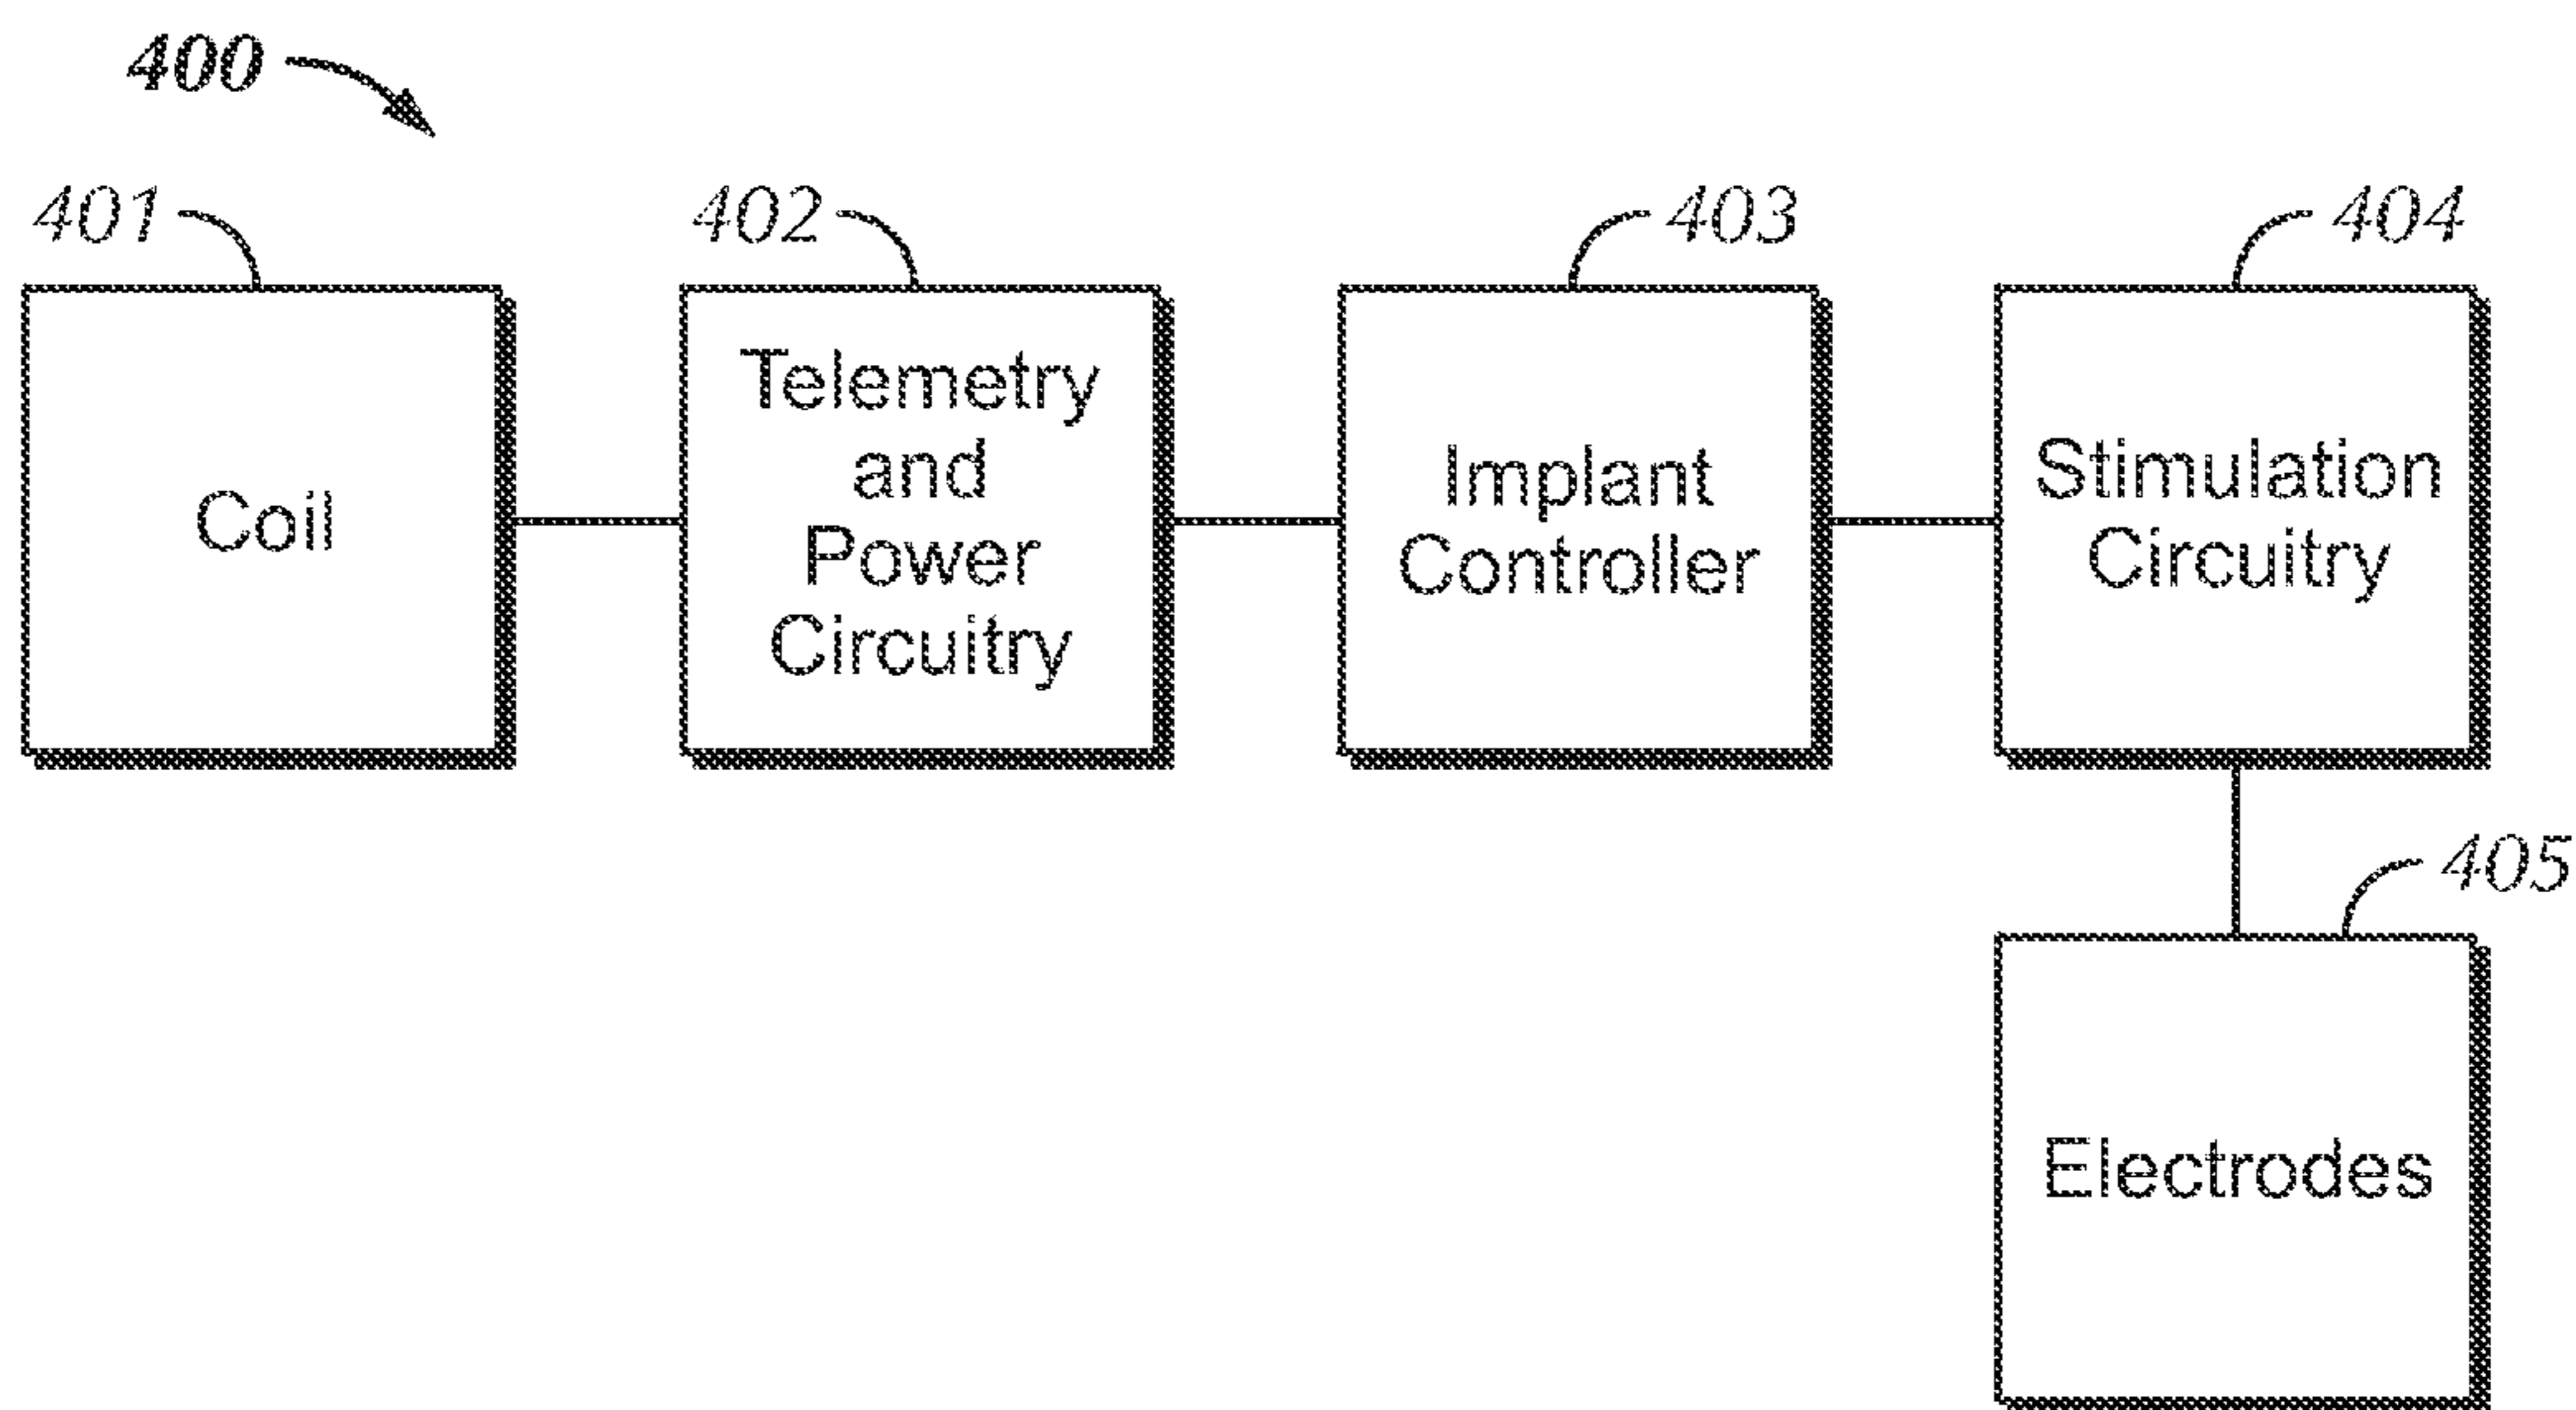 400
401
402
403
404
Coil
Telemetry
and
Power
Circuitry
Implant
Controller
Stimulation
Circuitry
405
Electrodes